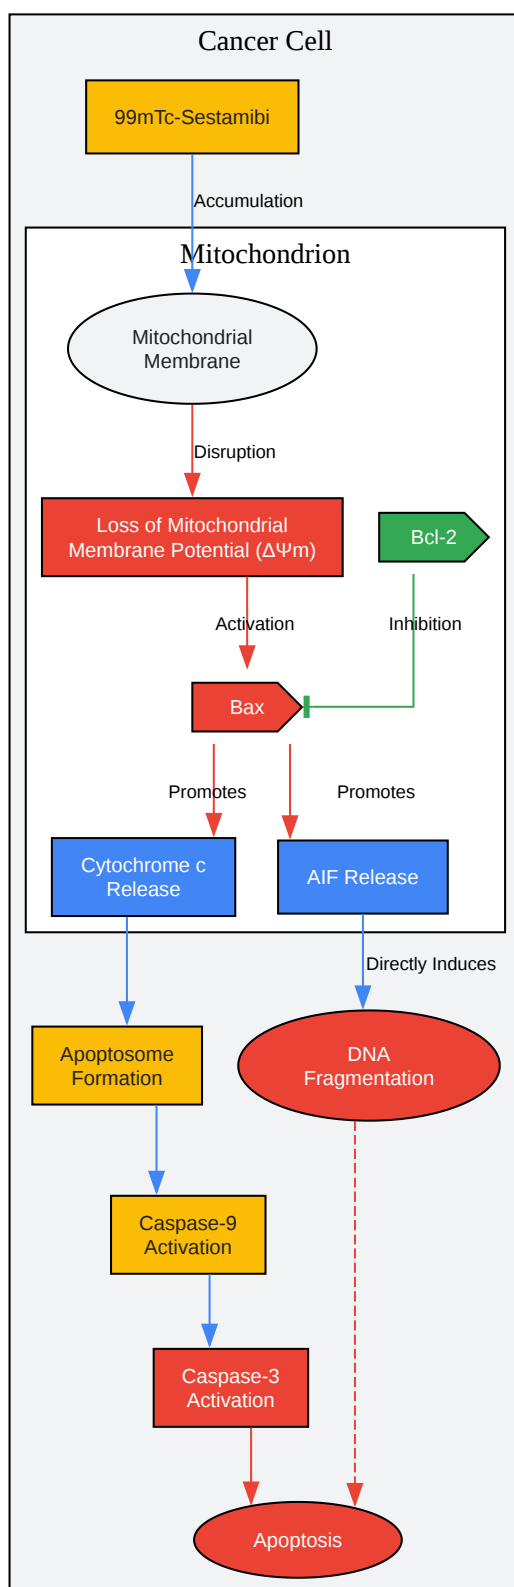 Cancer Cell
99mTc-Sestamibi
Accumulation
Mitochondrion
Mitochondrial
Membrane
Disruption
Loss of Mitochondrial
Membrane Potential (ΔΨm)
Bcl-2
Activation
Inhibition
Bax
Promotes
Promotes
Cytochrome c
Release
AIF Release
Directly Induces
Apoptosome
Formation
DNA
Fragmentation
Caspase-9
Activation
Caspase-3
Activation
Apoptosis